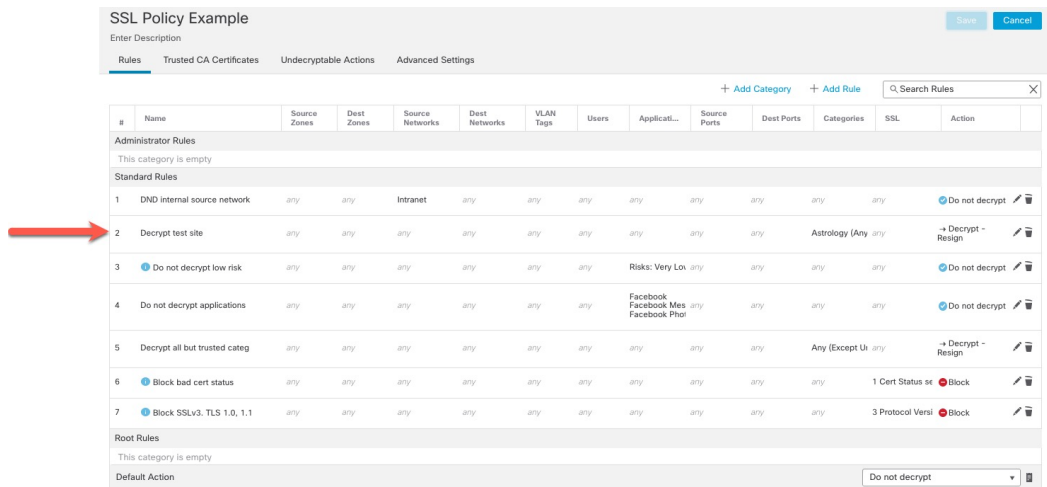 SSL Policy Example
Save
Cancel
Enter Description
Rules
Trusted CA Certificates
Undecryptable Actions
Advanced Settings
+ Add Category
+ Add Rule
Search Rules
X
# Name Source Zones Dest Zones Source Networks Dest Networks VLAN Tags Users Applicati... Source Ports Dest Ports Categories SSL Action
Administrator Rules
This category is empty
Standard Rules
1 DND internal source network any any Intranet any any any any any any any any Do not decrypt
2 Decrypt test site any any any any any any any any any Astrology (Any any → Decrypt - Resign
3 Do not decrypt low risk any any any any any any Risks: Very Lov any any any any Do not decrypt
4 Do not decrypt applications any any any any any any Facebook Facebook Mes Facebook Phot any any any any Do not decrypt
5 Decrypt all but trusted categ any any any any any any any any any Any (Except Ur any → Decrypt - Resign
6 Block bad cert status any any any any any any any any any any 1 Cert Status se Block
7 Block SSLv3. TLS 1.0, 1.1 any any any any any any any any any any 3 Protocol Versi Block
Root Rules
This category is empty
Default Action
Do not decrypt